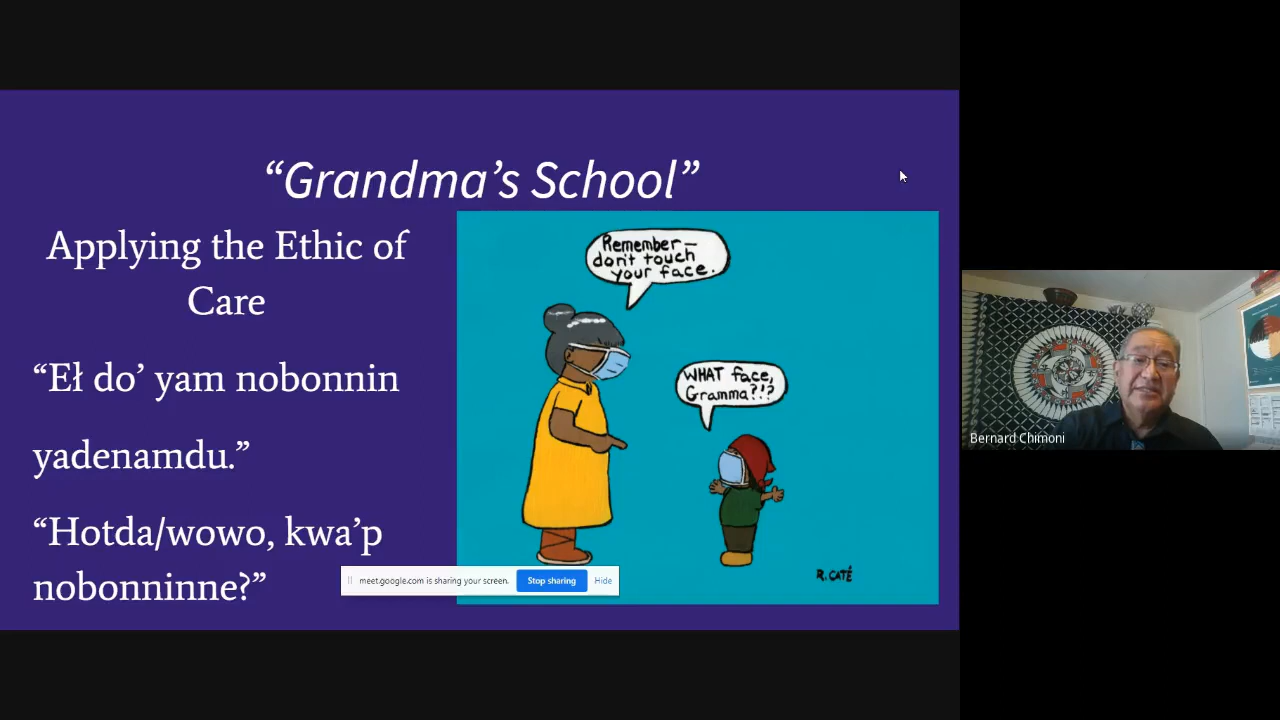 “Grandma’s School”
Applying the Ethic of
Care
“Eł do’ yam nobonnin
yadenamdu.”
“Hotda/wowo, kwa’p
nobonninne?”
Remember—
don't touch
your face.
WHAT face,
Gramma?!?
R. CATÉ
meet.google.com is sharing your screen.
Stop sharing
Hide
Bernard Chimoni